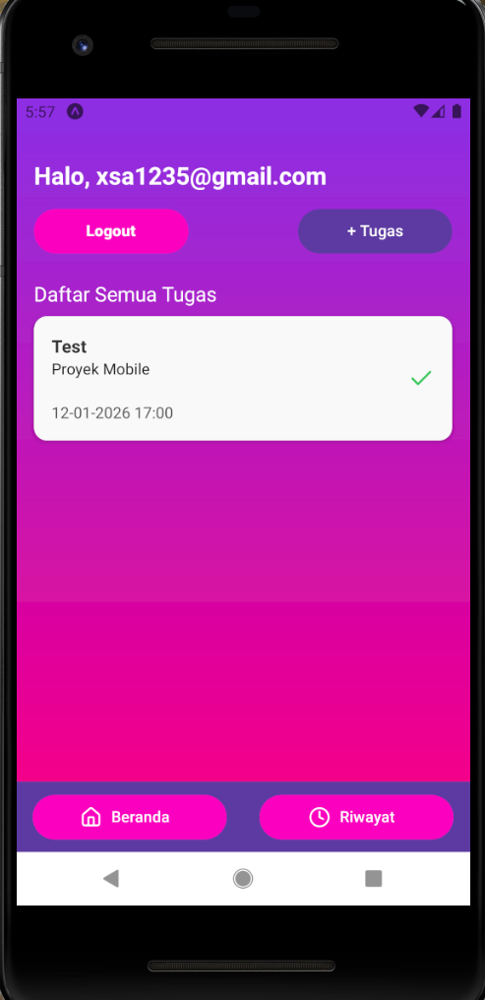 5:57
Halo, xsa1235@gmail.com
Logout
+ Tugas
Daftar Semua Tugas
Test
Proyek Mobile
12-01-2026 17:00
Beranda
Riwayat